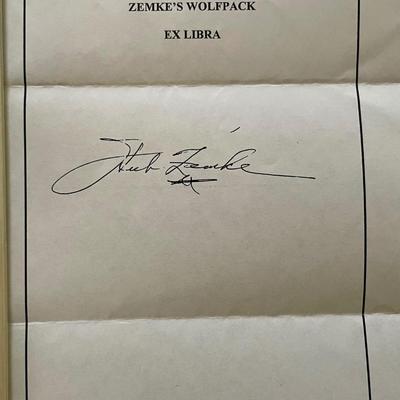 ZEMKE'S WOLFPACK
EX LIBRA
Hub Zemke